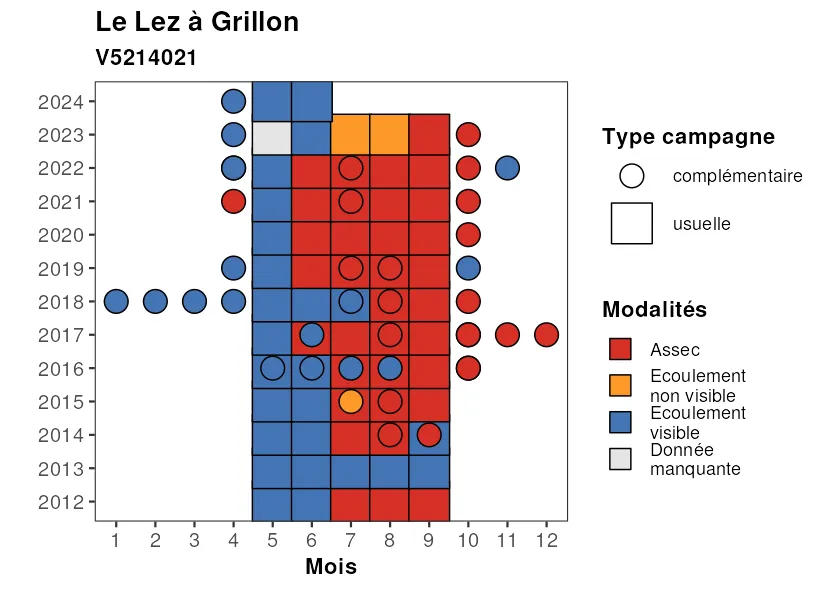 Le Lez à Grillon
V5214021
2024
2023
2022
2021
2020
2019
2018
2017
2016
2015
2014
2013
2012
1 2 3 4 5 6 7 8 9 10 11 12
Mois
Type campagne
complémentaire
usuelle
Modalités
Assec
Ecoulement
non visible
Ecoulement
visible
Donnée
manquante